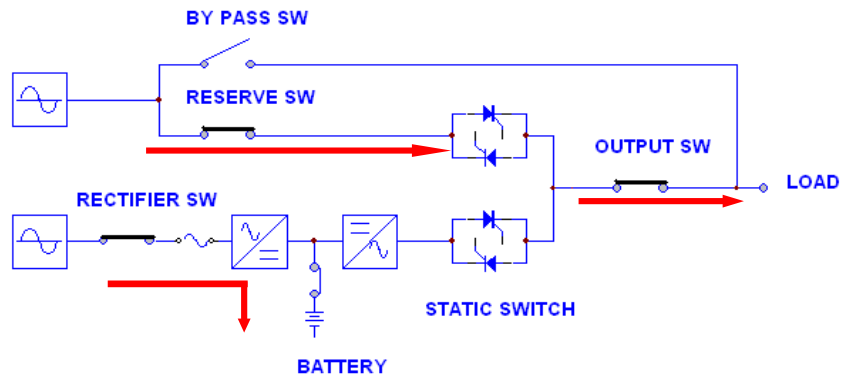 BY PASS SW
RESERVE SW
OUTPUT SW
LOAD
RECTIFIER SW
STATIC SWITCH
BATTERY